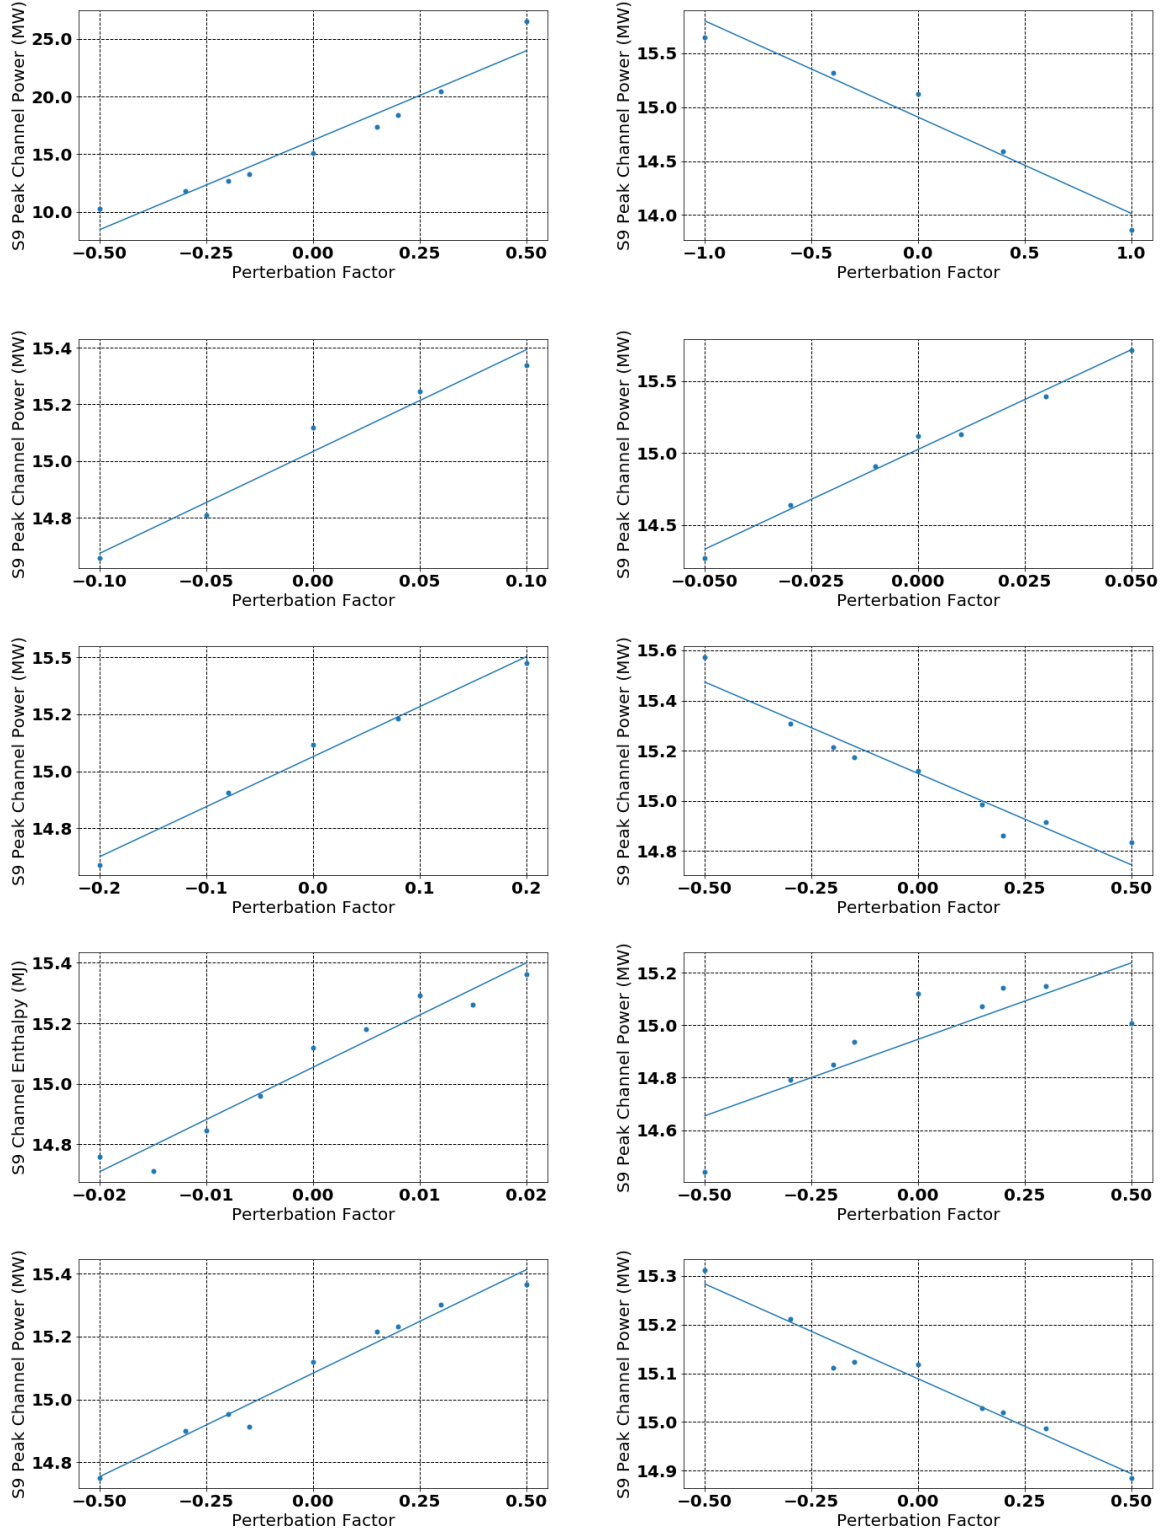 S9 Peak Channel Power (MW)
25.0
20.0
15.0
10.0
−0.50 −0.25 0.00 0.25 0.50
Perterbation Factor
S9 Peak Channel Power (MW)
15.5
15.0
14.5
14.0
−1.0 −0.5 0.0 0.5 1.0
Perterbation Factor
S9 Peak Channel Power (MW)
15.4
15.2
15.0
14.8
−0.10 −0.05 0.00 0.05 0.10
Perterbation Factor
S9 Peak Channel Power (MW)
15.5
15.0
14.5
−0.050 −0.025 0.000 0.025 0.050
Perterbation Factor
S9 Peak Channel Power (MW)
15.5
15.2
15.0
14.8
−0.2 −0.1 0.0 0.1 0.2
Perterbation Factor
S9 Peak Channel Power (MW)
15.6
15.4
15.2
15.0
14.8
−0.50 −0.25 0.00 0.25 0.50
Perterbation Factor
S9 Channel Enthalpy (MJ)
15.4
15.2
15.0
14.8
−0.02 −0.01 0.00 0.01 0.02
Perterbation Factor
S9 Peak Channel Power (MW)
15.2
15.0
14.8
14.6
−0.50 −0.25 0.00 0.25 0.50
Perterbation Factor
S9 Peak Channel Power (MW)
15.4
15.2
15.0
14.8
−0.50 −0.25 0.00 0.25 0.50
Perterbation Factor
S9 Peak Channel Power (MW)
15.3
15.2
15.1
15.0
14.9
−0.50 −0.25 0.00 0.25 0.50
Perterbation Factor